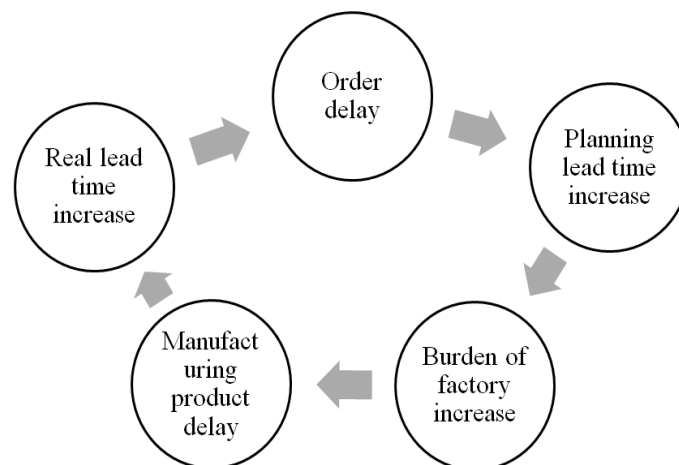 Order
delay
Planning
lead time
increase
Burden of
factory
increase
Manufact
uring
product
delay
Real lead
time
increase